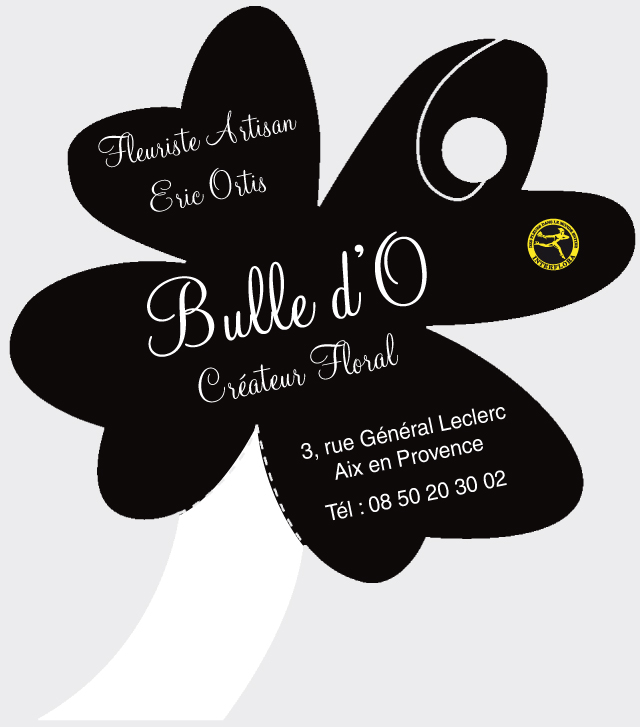 Fleuriste Artisan
Eric Ortis
Bulle d'O
Créateur Floral
3, rue Général Leclerc
Aix en Provence
Tél : 08 50 20 30 02
INTERFLORA